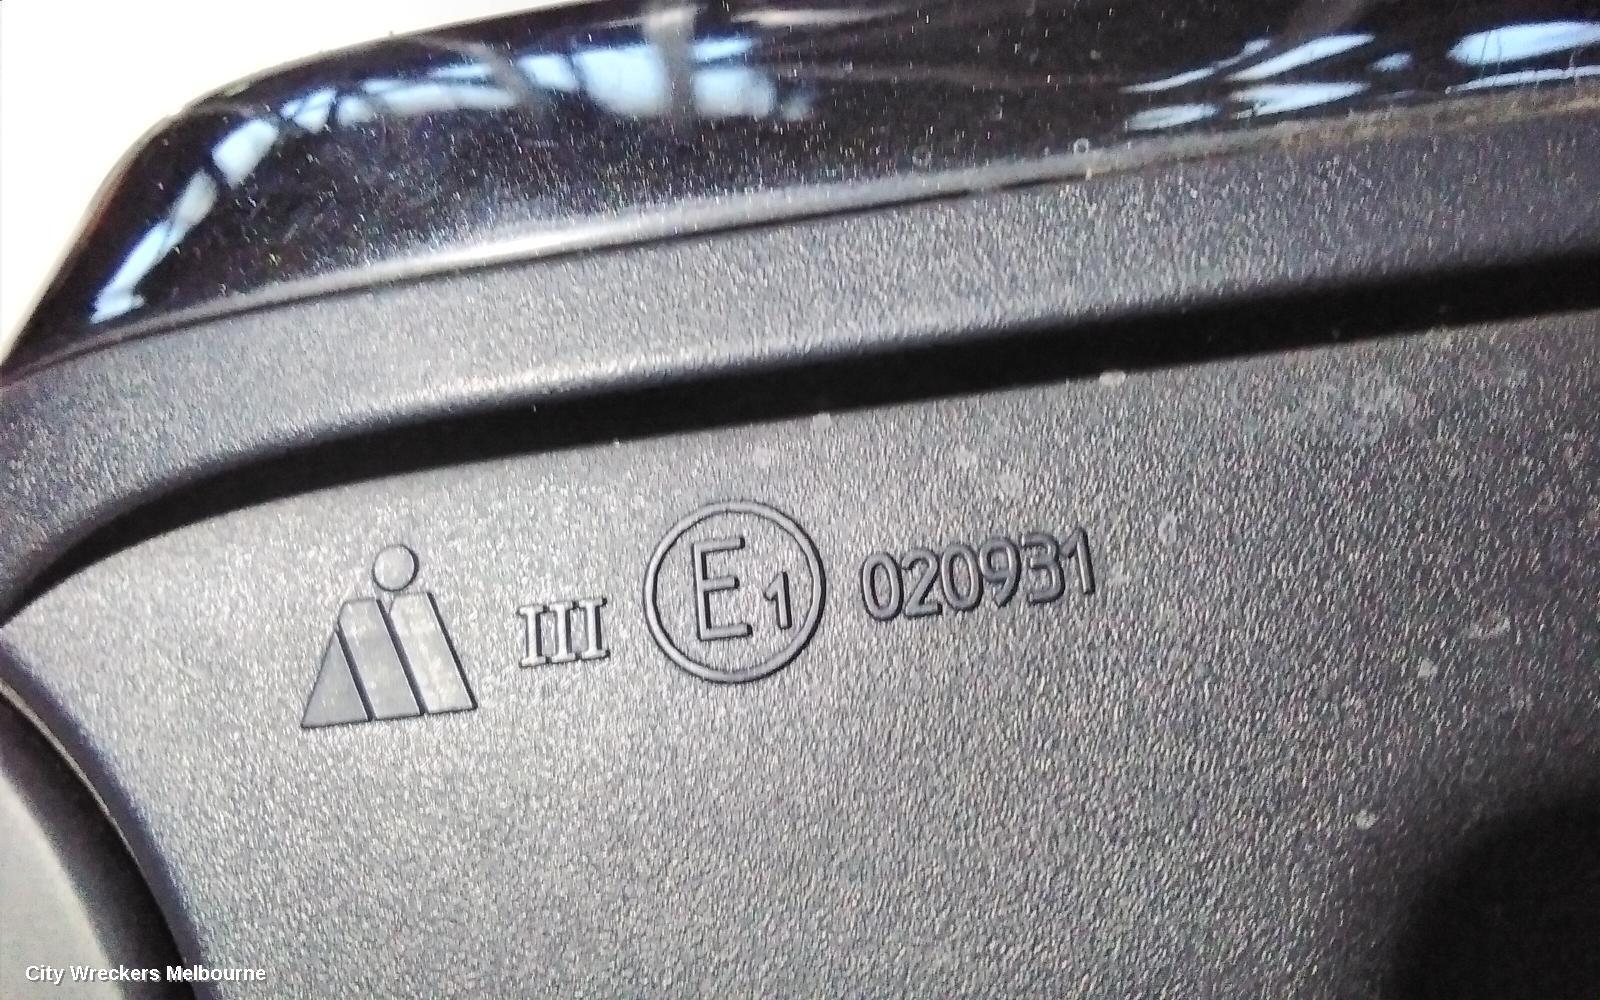 III E1 020931
City Wreckers Melbourne